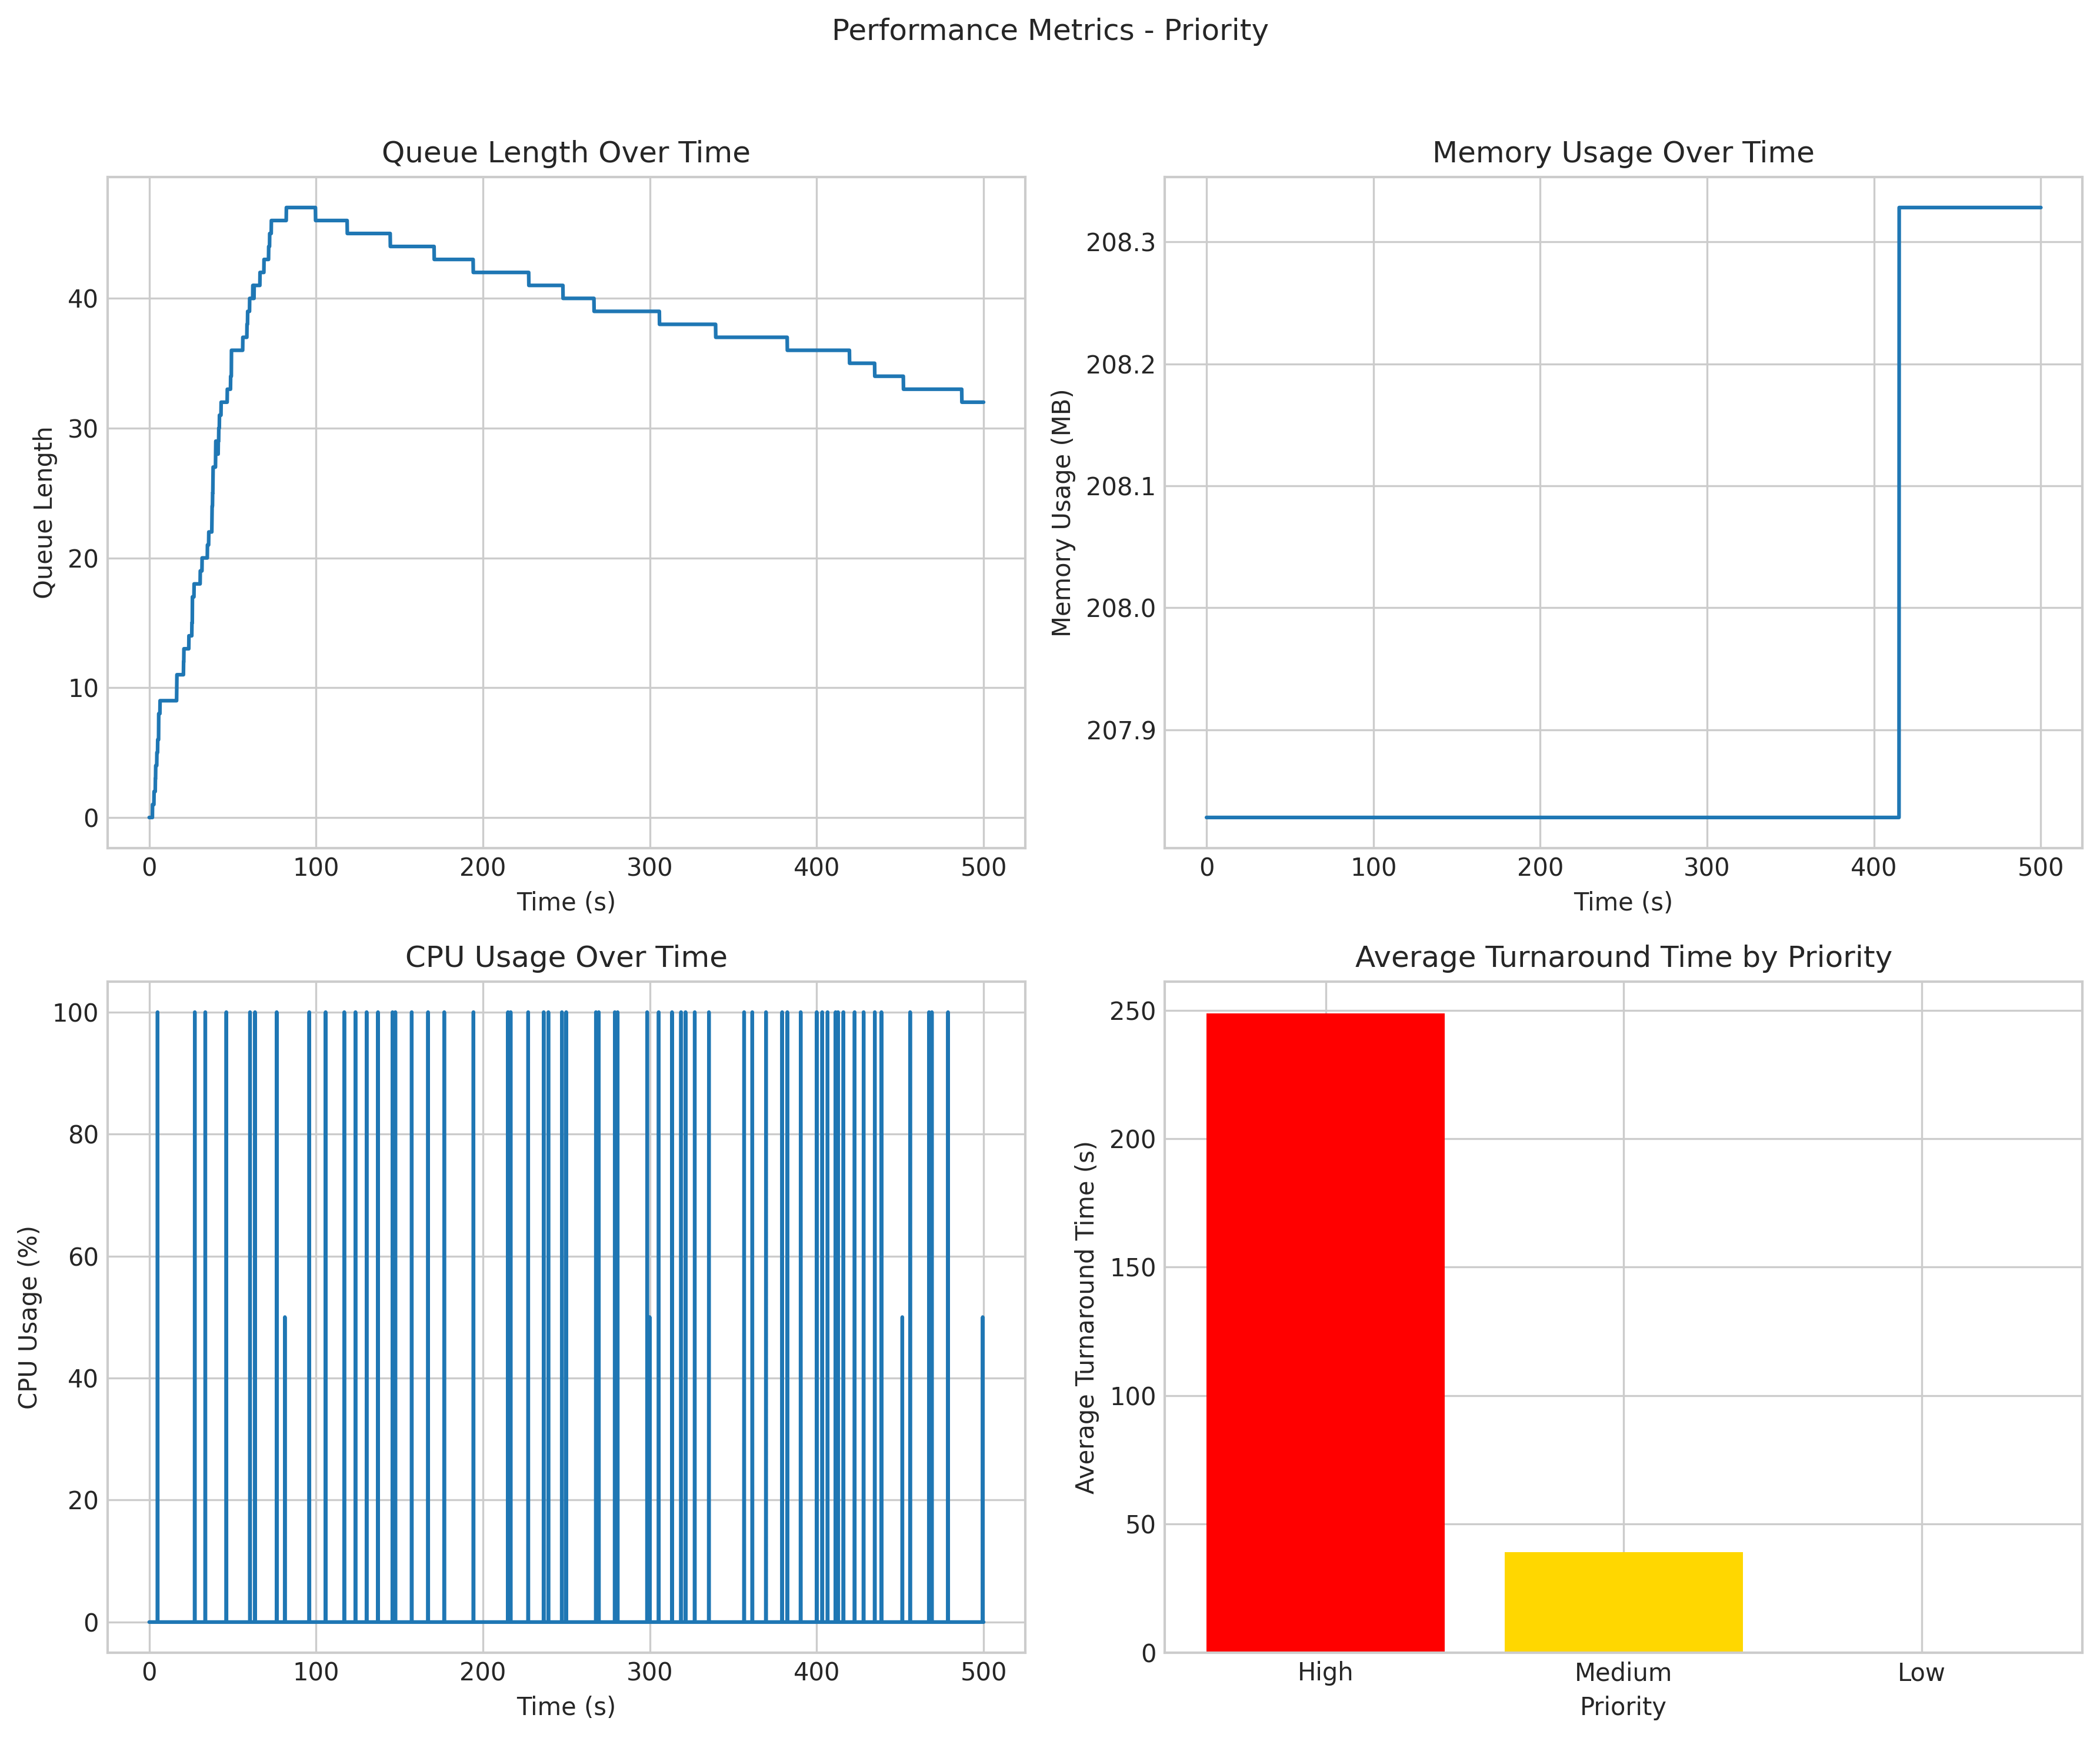 Performance Metrics - Priority
Queue Length Over Time
Queue Length
40
30
20
10
0
0 100 200 300 400 500
Time (s)
Memory Usage Over Time
Memory Usage (MB)
208.3
208.2
208.1
208.0
207.9
0 100 200 300 400 500
Time (s)
CPU Usage Over Time
CPU Usage (%)
100
80
60
40
20
0
0 100 200 300 400 500
Time (s)
Average Turnaround Time by Priority
Average Turnaround Time (s)
250
200
150
100
50
0
High Medium Low
Priority